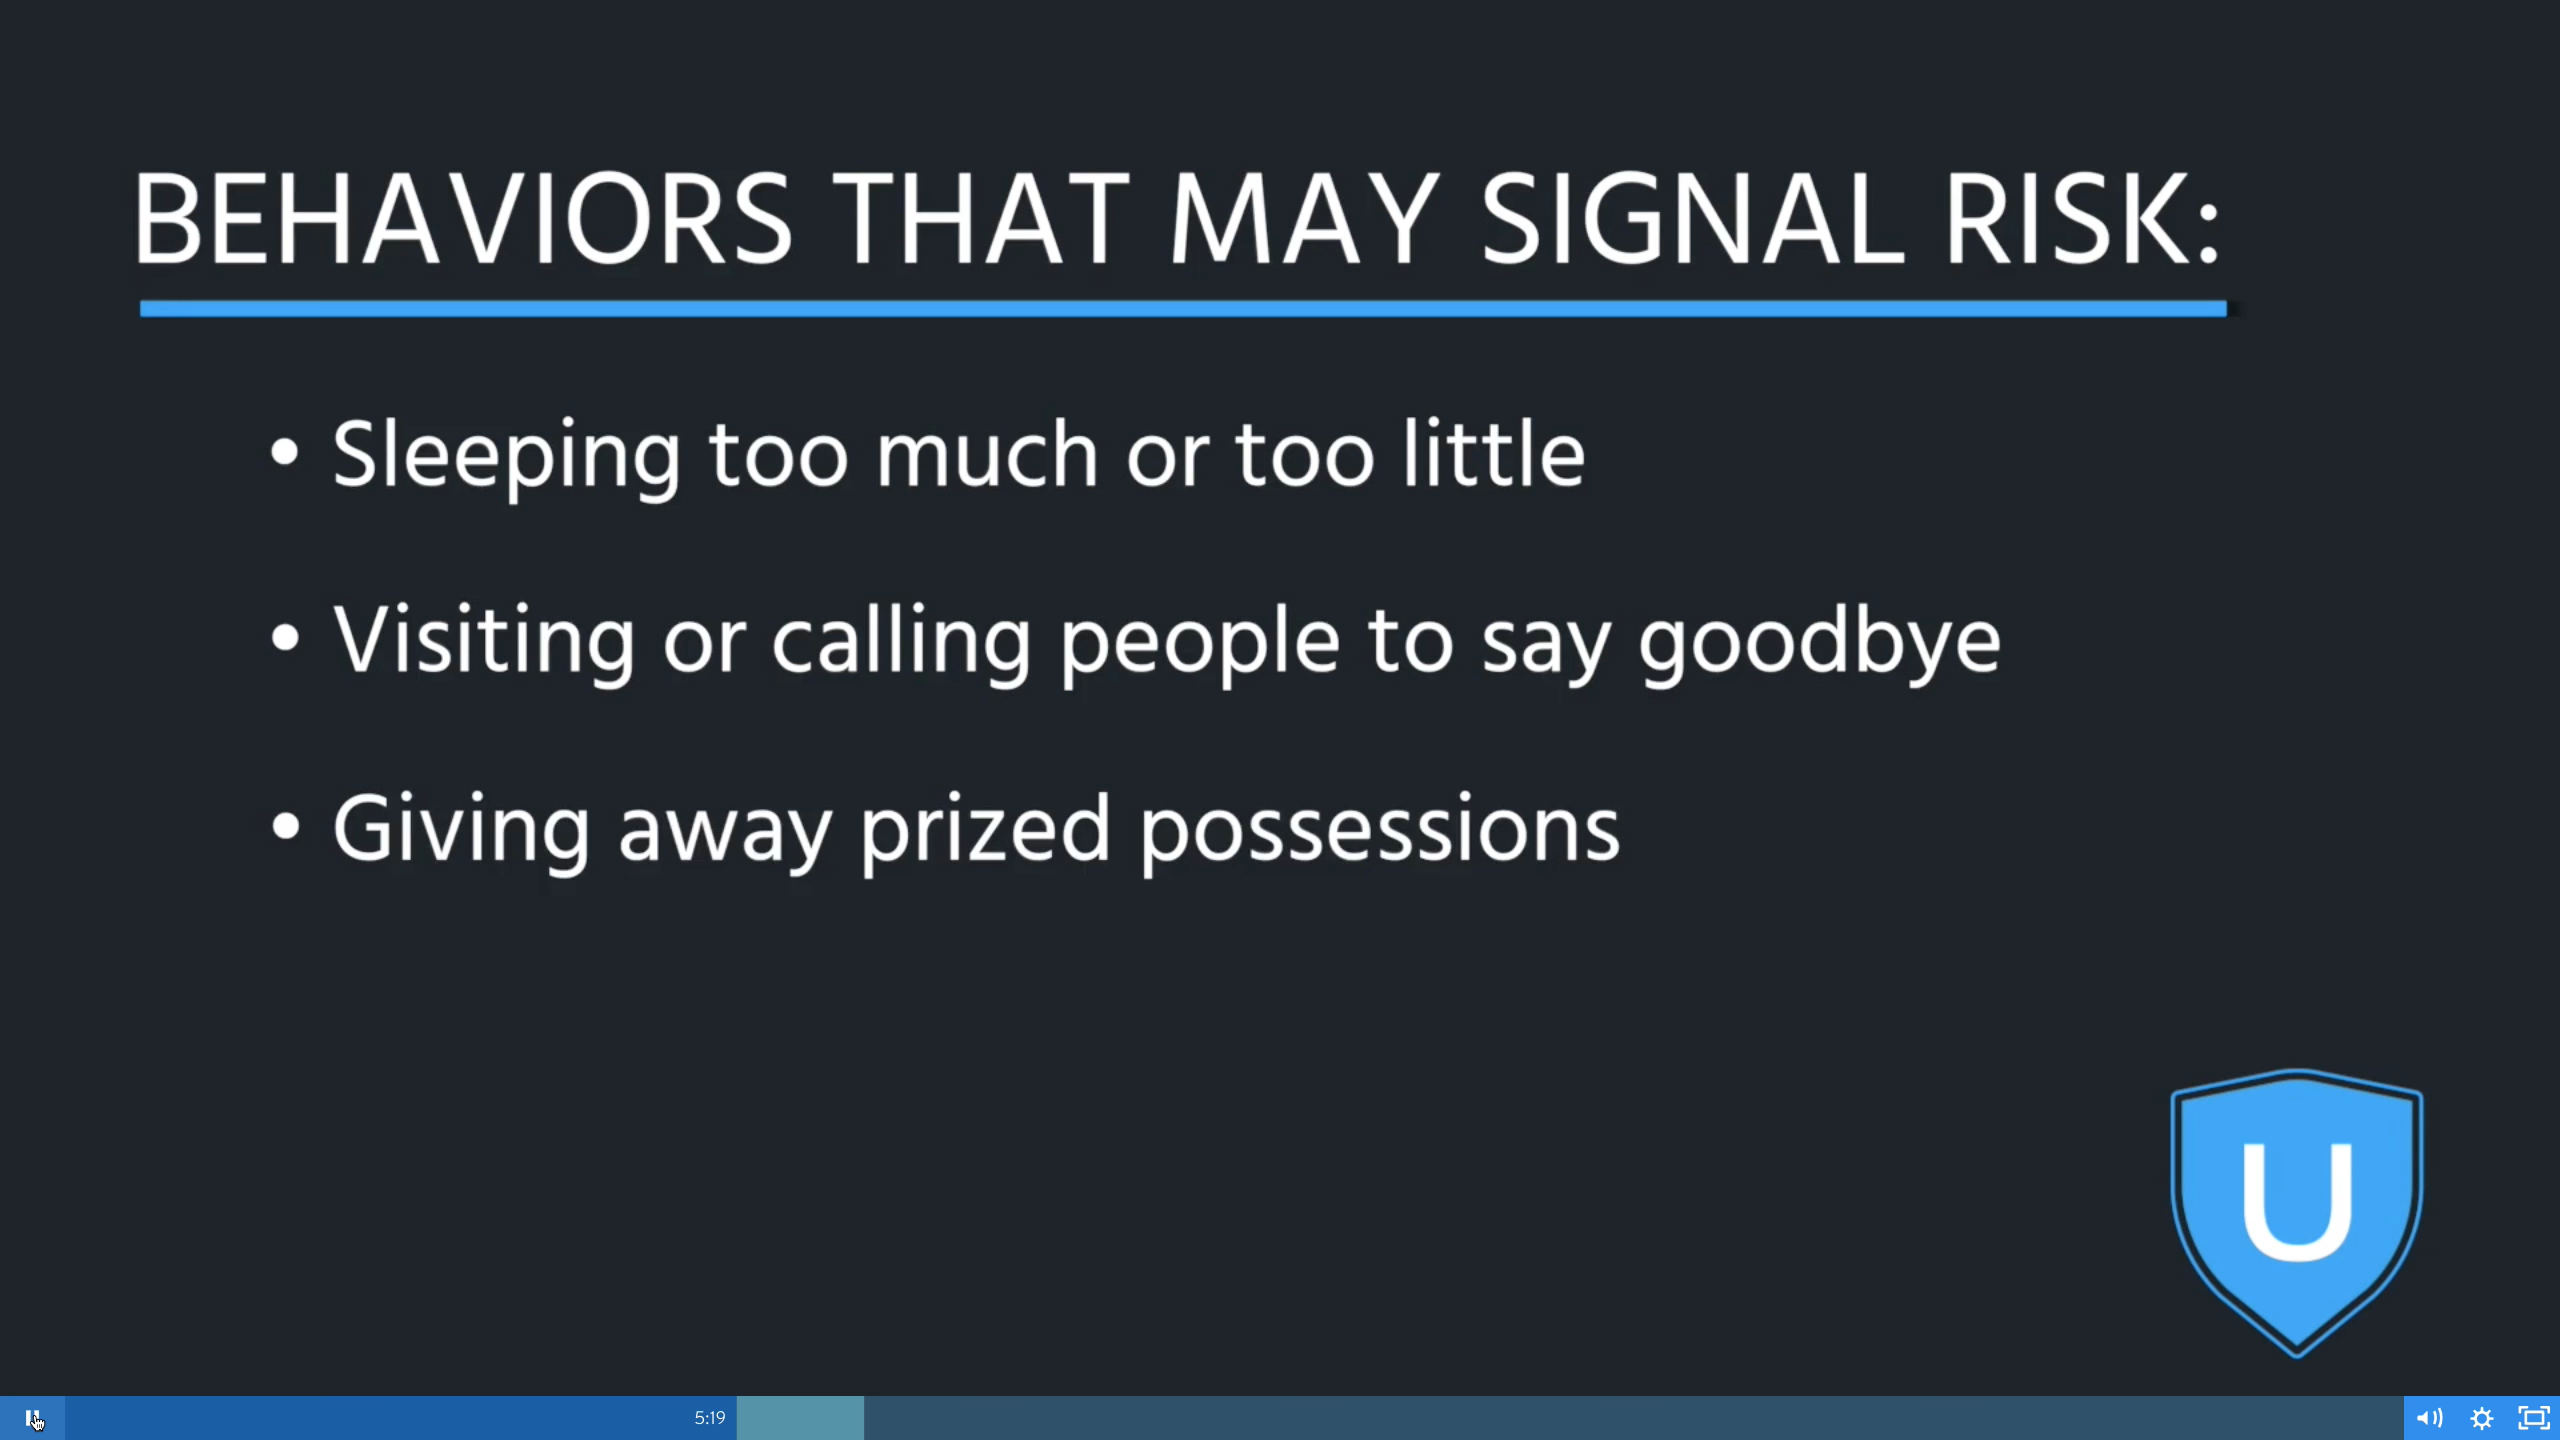 BEHAVIORS THAT MAY SIGNAL RISK:
• Sleeping too much or too little
• Visiting or calling people to say goodbye
• Giving away prized possessions
U
5:19